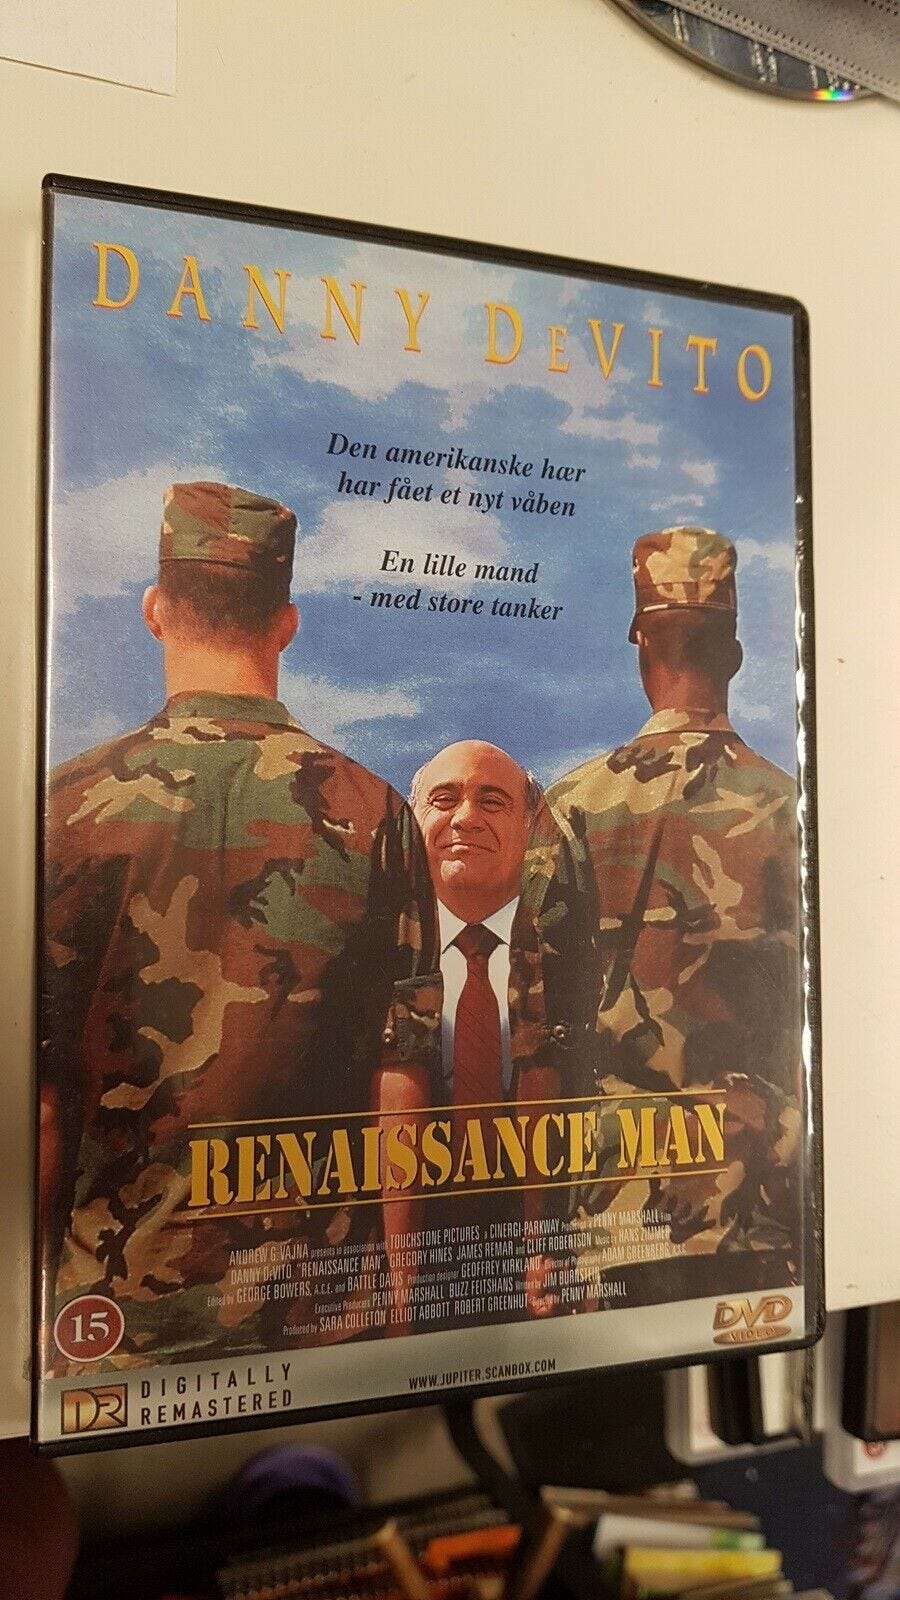 DANNY DEVITO
Den amerikanske hær
har fået et nyt våben
En lille mand
- med store tanker
RENAISSANCE MAN
ANDREW G. VAJNA presents in association with TOUCHSTONE PICTURES a CINERGI-PARKWAY Production a PENNY MARSHALL Film
DANNY DEVITO "RENAISSANCE MAN" GREGORY HINES JAMES REMAR and CLIFF ROBERTSON Music by HANS ZIMMER
Edited by GEORGE BOWERS, A.C.E. and BATTLE DAVIS Production designer GEOFFREY KIRKLAND Director of Photography ADAM GREENBERG A.S.C.
Executive Producers PENNY MARSHALL BUZZ FEITSHANS Written by JIM BURNSTEIN
Produced by SARA COLLETON ELLIOT ABBOTT ROBERT GREENHUT Directed by PENNY MARSHALL
15
DVD
VIDEO
DR DIGITALLY
REMASTERED
WWW.JUPITER.SCANBOX.COM